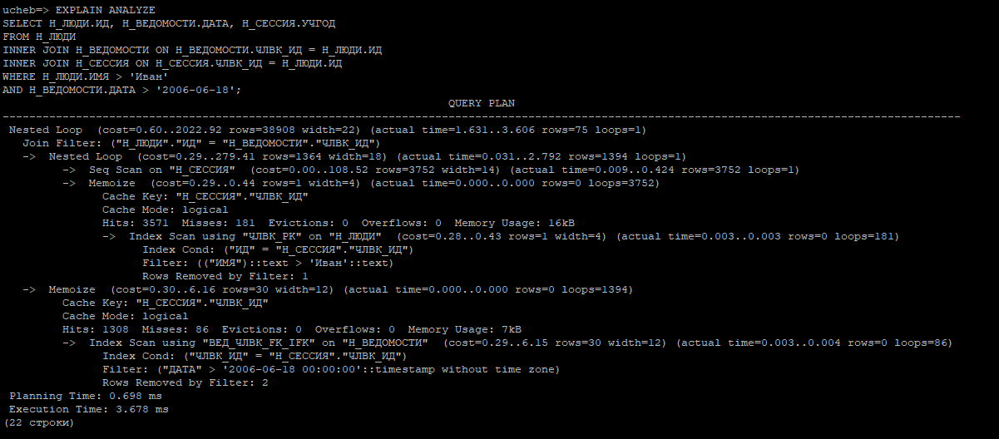 ucheb=> EXPLAIN ANALYZE
SELECT Н_ЛЮДИ.ИД, Н_ВЕДОМОСТИ.ДАТА, Н_СЕССИЯ.УЧГОД
FROM Н_ЛЮДИ
INNER JOIN Н_ВЕДОМОСТИ ON Н_ВЕДОМОСТИ.ЧЛВК_ИД = Н_ЛЮДИ.ИД
INNER JOIN Н_СЕССИЯ ON Н_СЕССИЯ.ЧЛВК_ИД = Н_ЛЮДИ.ИД
WHERE Н_ЛЮДИ.ИМЯ > 'Иван'
AND Н_ВЕДОМОСТИ.ДАТА > '2006-06-18';
QUERY PLAN
------------------------------------------------------------------------------------------------------------------------------------------------
Nested Loop  (cost=0.60..2022.92 rows=38908 width=22) (actual time=1.631..3.606 rows=75 loops=1)
  Join Filter: ("Н_ЛЮДИ"."ИД" = "Н_ВЕДОМОСТИ"."ЧЛВК_ИД")
  ->  Nested Loop  (cost=0.29..279.41 rows=1364 width=18) (actual time=0.031..2.792 rows=1394 loops=1)
        ->  Seq Scan on "Н_СЕССИЯ"  (cost=0.00..108.52 rows=3752 width=14) (actual time=0.009..0.424 rows=3752 loops=1)
        ->  Memoize  (cost=0.29..0.44 rows=1 width=4) (actual time=0.000..0.000 rows=0 loops=3752)
              Cache Key: "Н_СЕССИЯ"."ЧЛВК_ИД"
              Cache Mode: logical
              Hits: 3571  Misses: 181  Evictions: 0  Overflows: 0  Memory Usage: 16kB
              ->  Index Scan using "ЧЛВК_PK" on "Н_ЛЮДИ"  (cost=0.28..0.43 rows=1 width=4) (actual time=0.003..0.003 rows=0 loops=181)
                    Index Cond: ("ИД" = "Н_СЕССИЯ"."ЧЛВК_ИД")
                    Filter: (("ИМЯ")::text > 'Иван'::text)
                    Rows Removed by Filter: 1
  ->  Memoize  (cost=0.30..6.16 rows=30 width=12) (actual time=0.000..0.000 rows=0 loops=1394)
        Cache Key: "Н_СЕССИЯ"."ЧЛВК_ИД"
        Cache Mode: logical
        Hits: 1308  Misses: 86  Evictions: 0  Overflows: 0  Memory Usage: 7kB
        ->  Index Scan using "ВЕД_ЧЛВК_FK_IFK" on "Н_ВЕДОМОСТИ"  (cost=0.29..6.15 rows=30 width=12) (actual time=0.003..0.004 rows=0 loops=86)
              Index Cond: ("ЧЛВК_ИД" = "Н_СЕССИЯ"."ЧЛВК_ИД")
              Filter: ("ДАТА" > '2006-06-18 00:00:00'::timestamp without time zone)
              Rows Removed by Filter: 2
Planning Time: 0.698 ms
Execution Time: 3.678 ms
(22 строки)